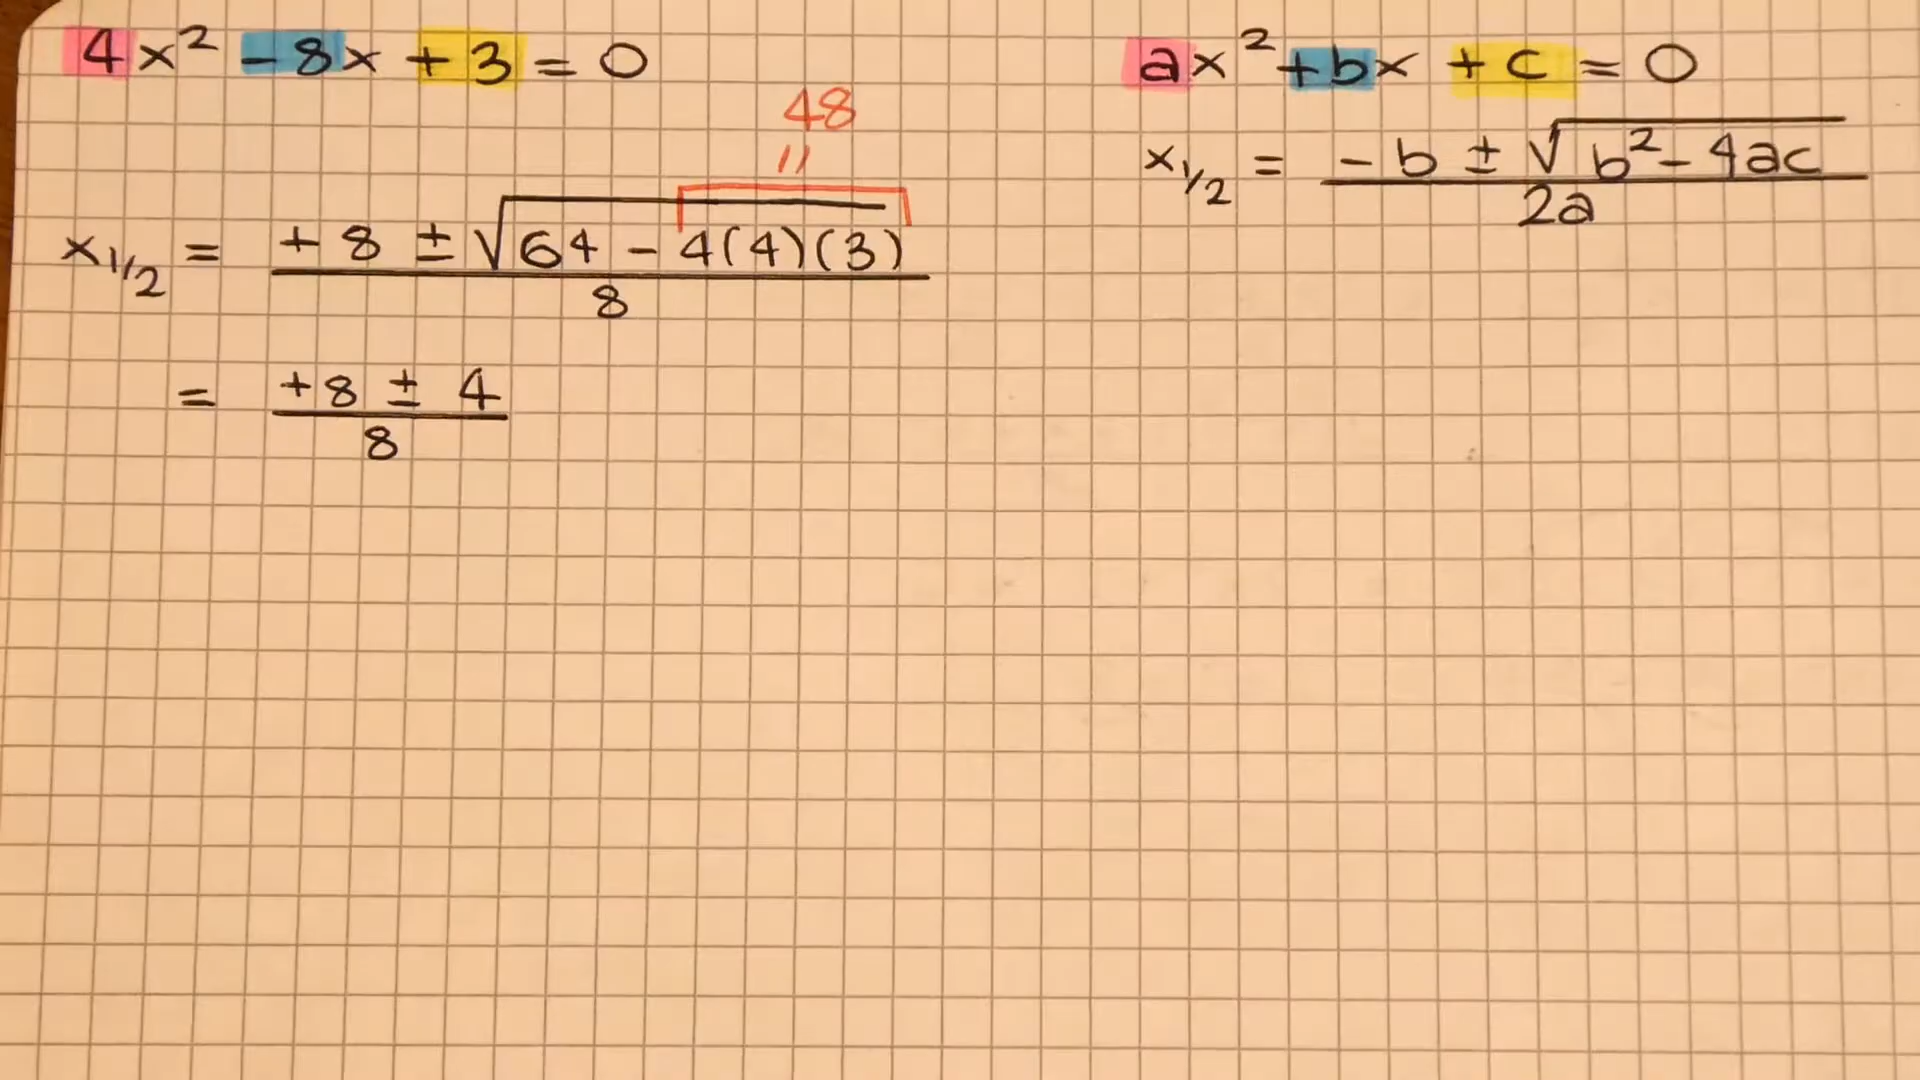 4x² - 8x + 3 = 0
48
||
x1/2 = +8 ± √64 - 4(4)(3)
8
= +8 ± 4
8
ax² + bx + c = 0
x1/2 = -b ± √b² - 4ac
2a